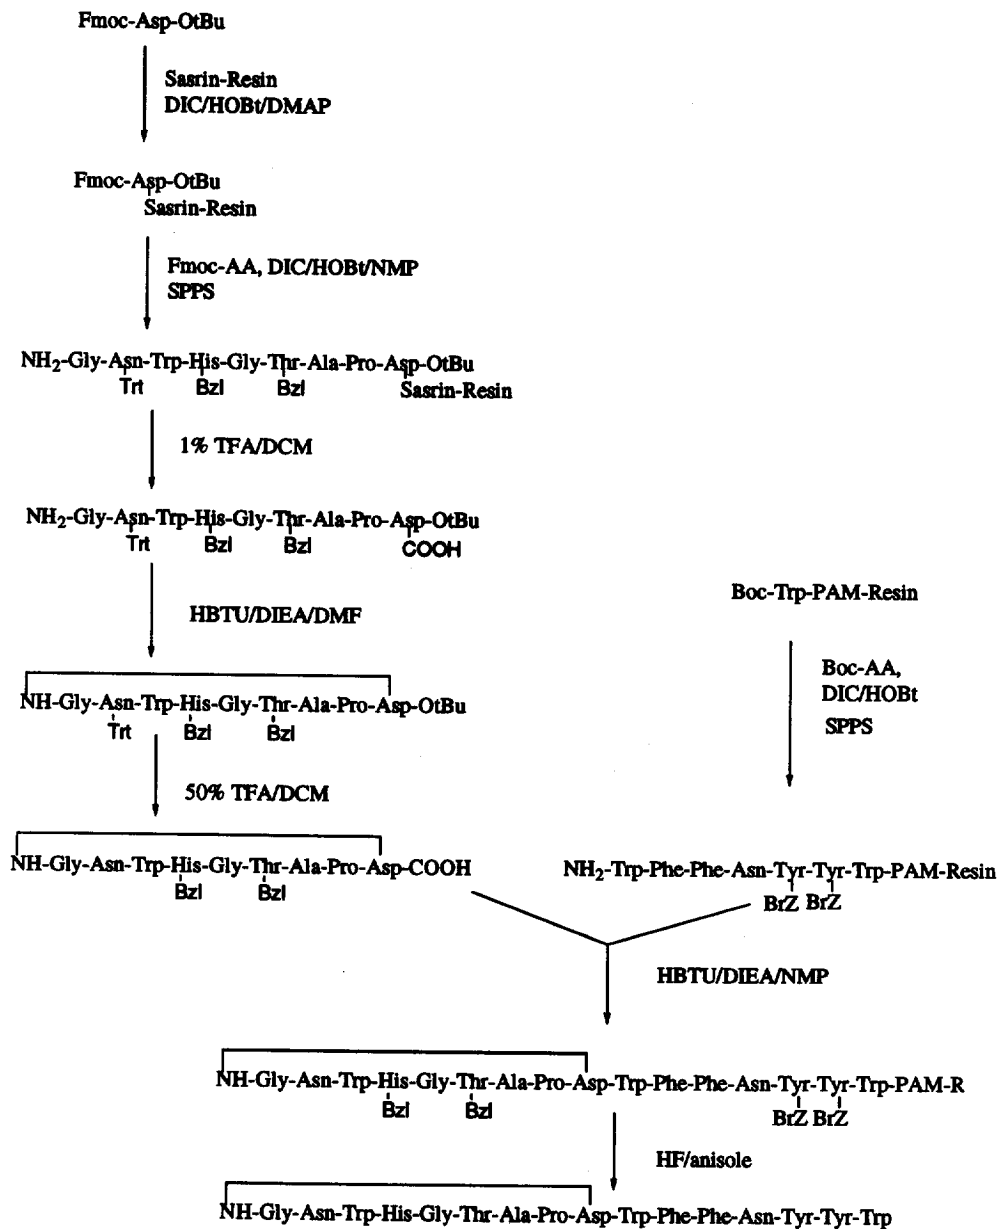 Fmoc-Asp-OtBu
Sasrin-Resin
DIC/HOBt/DMAP
Fmoc-Asp-OtBu
Sasrin-Resin
Fmoc-AA, DIC/HOBt/NMP
SPPS
NH2-Gly-Asn-Trp-His-Gly-Thr-Ala-Pro-Asp-OtBu
Trt Bzl Bzl Sasrin-Resin
1% TFA/DCM
NH2-Gly-Asn-Trp-His-Gly-Thr-Ala-Pro-Asp-OtBu
Trt Bzl Bzl COOH
HBTU/DIEA/DMF
NH-Gly-Asn-Trp-His-Gly-Thr-Ala-Pro-Asp-OtBu
Trt Bzl Bzl
50% TFA/DCM
NH-Gly-Asn-Trp-His-Gly-Thr-Ala-Pro-Asp-COOH
Bzl Bzl
Boc-Trp-PAM-Resin
Boc-AA,
DIC/HOBt
SPPS
NH2-Trp-Phe-Phe-Asn-Tyr-Tyr-Trp-PAM-Resin
BrZ BrZ
HBTU/DIEA/NMP
NH-Gly-Asn-Trp-His-Gly-Thr-Ala-Pro-Asp-Trp-Phe-Phe-Asn-Tyr-Tyr-Trp-PAM-R
Bzl Bzl BrZ BrZ
HF/anisole
NH-Gly-Asn-Trp-His-Gly-Thr-Ala-Pro-Asp-Trp-Phe-Phe-Asn-Tyr-Tyr-Trp